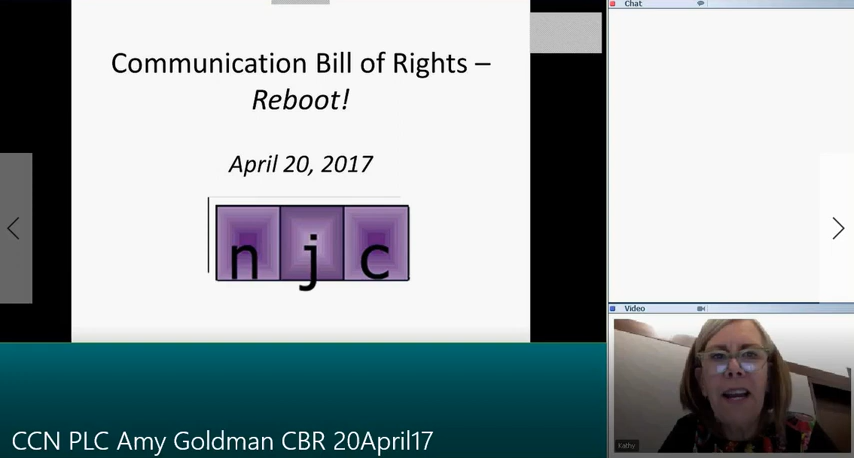 Communication Bill of Rights –
Reboot!
April 20, 2017
n j c
CCN PLC Amy Goldman CBR 20April17
Chat
Video
Kathy